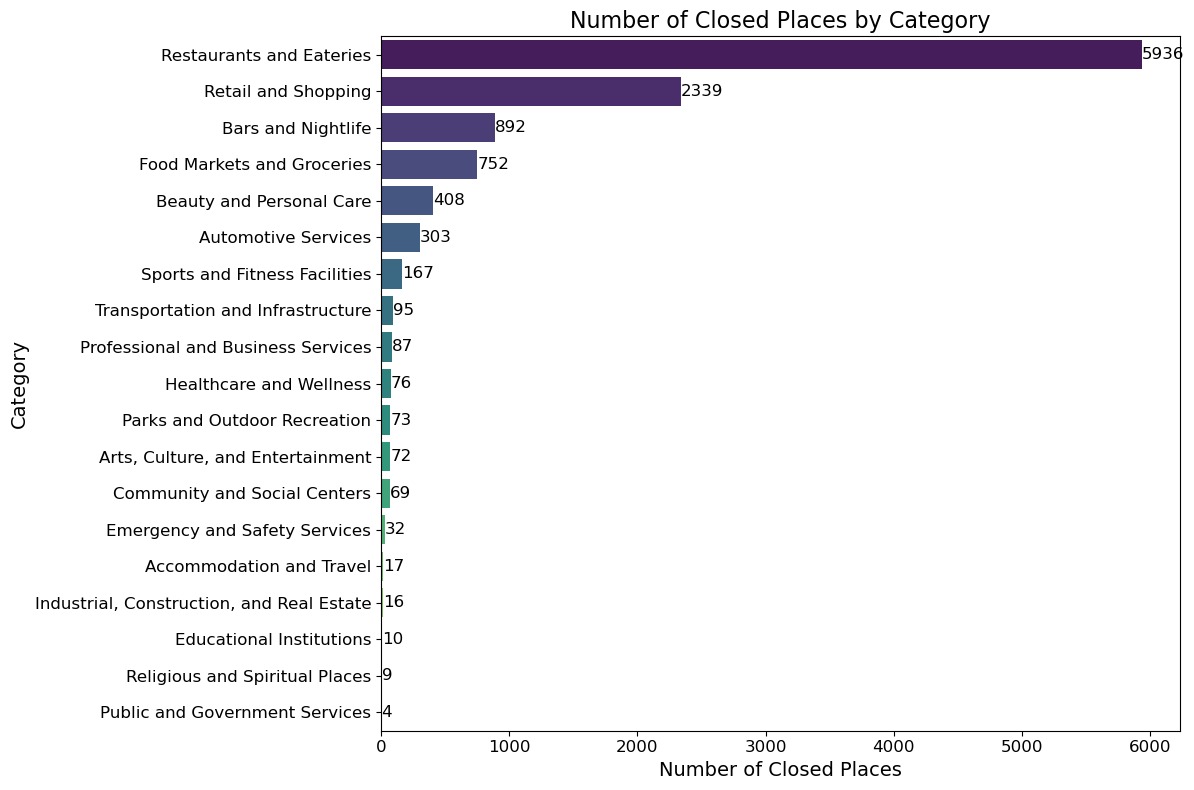 Number of Closed Places by Category
Restaurants and Eateries 5936
Retail and Shopping 2339
Bars and Nightlife 892
Food Markets and Groceries 752
Beauty and Personal Care 408
Automotive Services 303
Sports and Fitness Facilities 167
Transportation and Infrastructure 95
Professional and Business Services 87
Healthcare and Wellness 76
Parks and Outdoor Recreation 73
Arts, Culture, and Entertainment 72
Community and Social Centers 69
Emergency and Safety Services 32
Accommodation and Travel 17
Industrial, Construction, and Real Estate 16
Educational Institutions 10
Religious and Spiritual Places 9
Public and Government Services 4
Category
0 1000 2000 3000 4000 5000 6000
Number of Closed Places